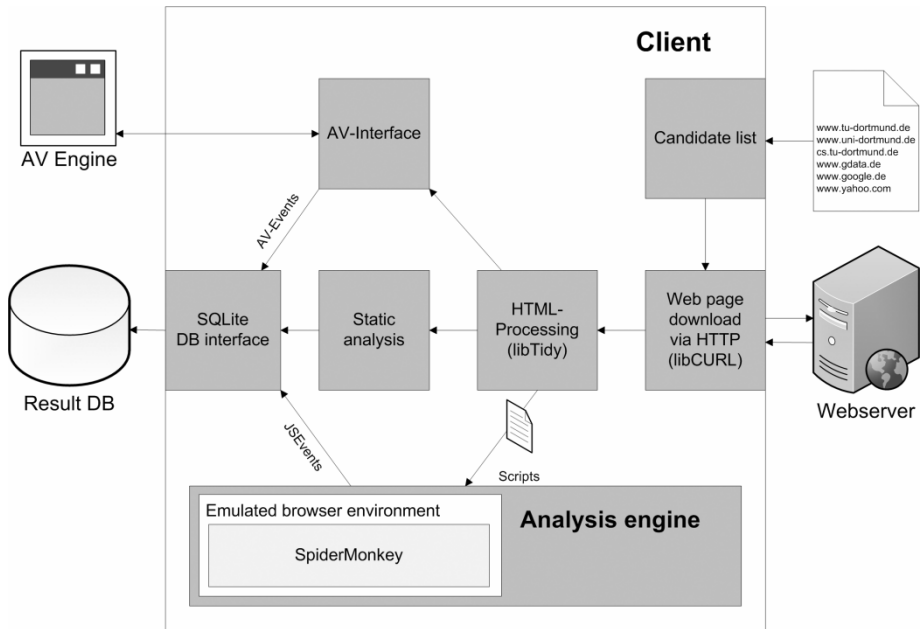 Client
AV Engine
AV-Interface
Candidate list
www.tu-dortmund.de
www.uni-dortmund.de
cs.tu-dortmund.de
www.gdata.de
www.google.de
www.yahoo.com
AV-Events
Result DB
SQLite
DB interface
Static
analysis
HTML-
Processing
(libTidy)
Web page
download
via HTTP
(libCURL)
Webserver
JSEvents
Scripts
Emulated browser environment
SpiderMonkey
Analysis engine